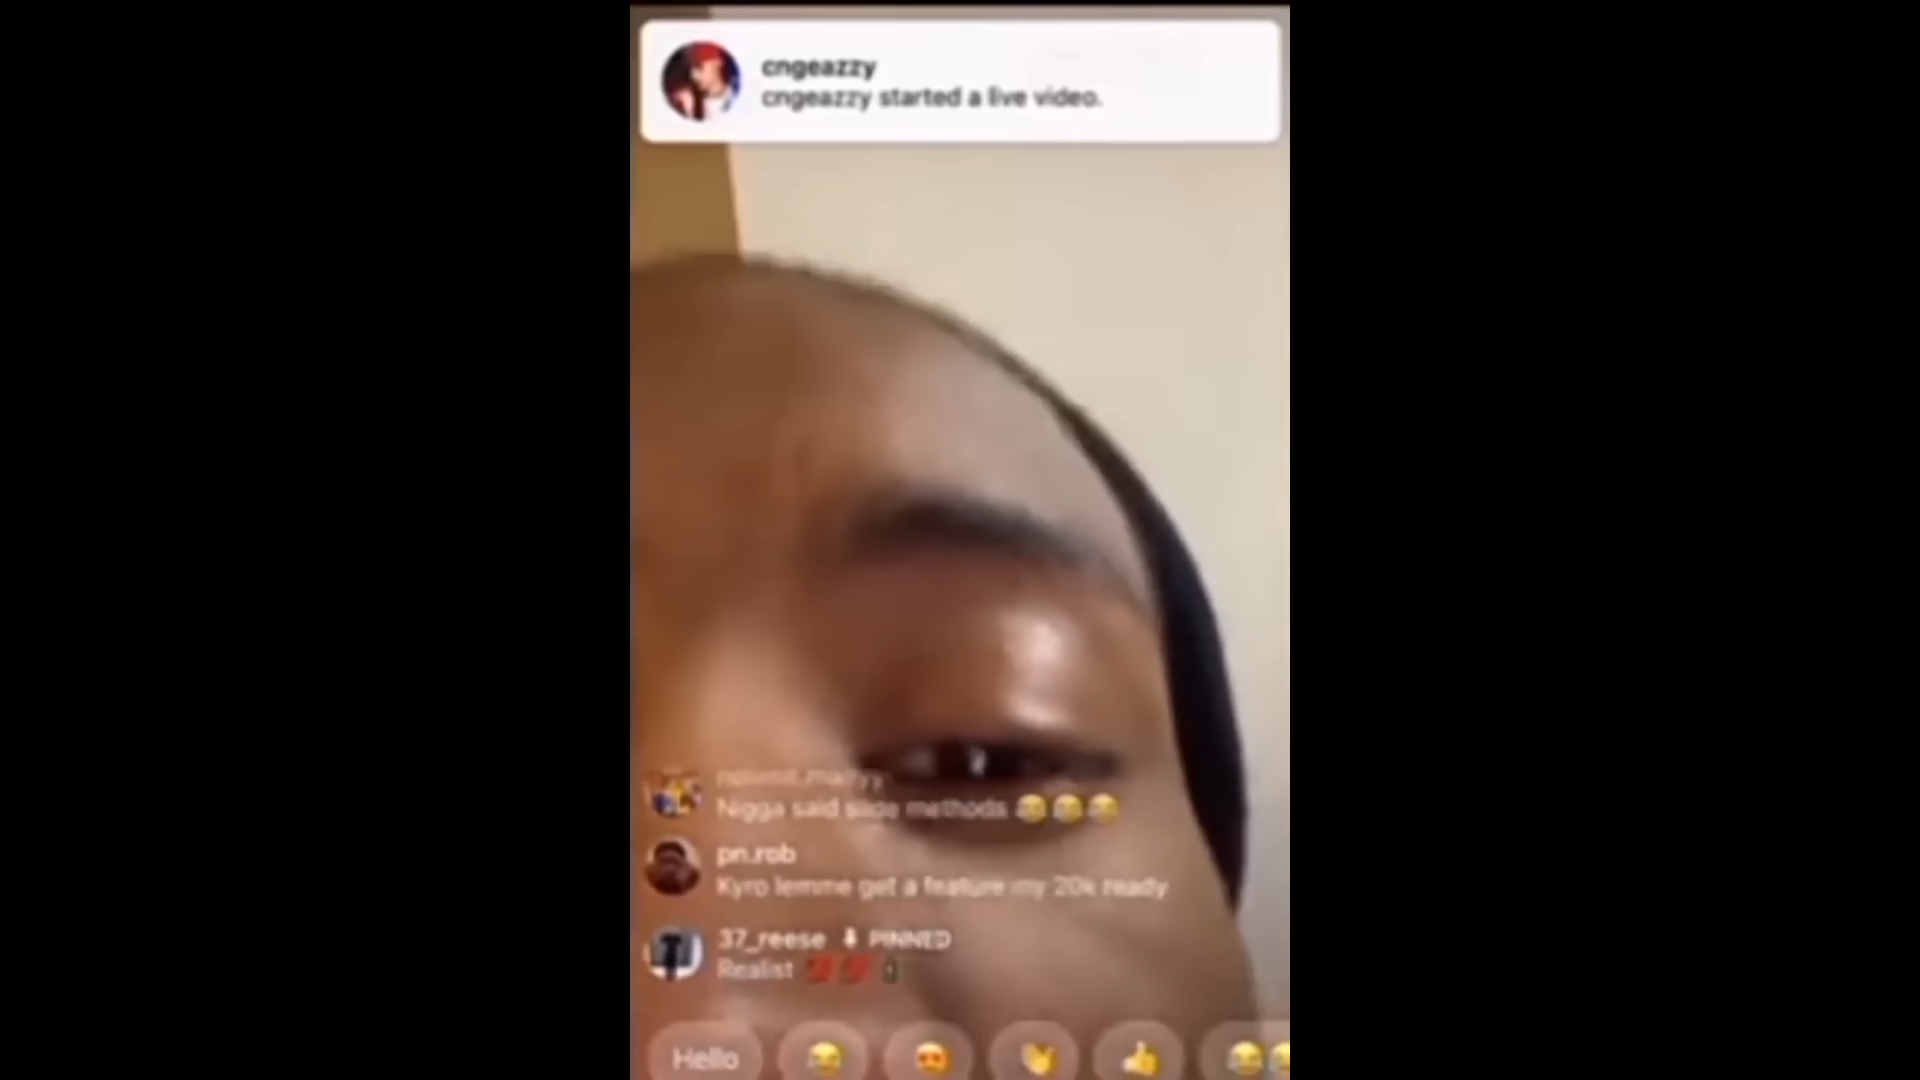 cngeazzy
cngeazzy started a live video.
Nigga said slide methods 😂😂😂
pn.rob
Kyro lemme get a feature my 20k ready
37_reese PINNED
Realist 💯💯
Hello